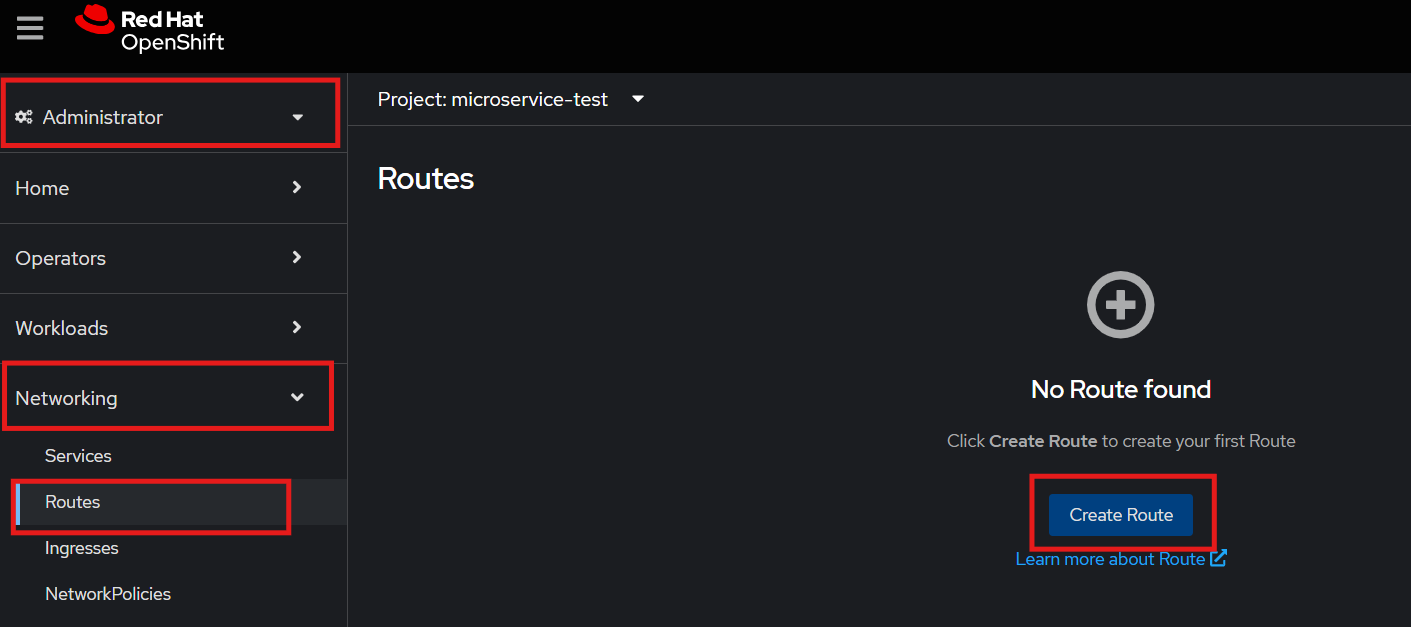 Red Hat
OpenShift
Administrator
Home
Operators
Workloads
Networking
Services
Routes
Ingresses
NetworkPolicies
Project: microservice-test
Routes
No Route found
Click Create Route to create your first Route
Create Route
Learn more about Route